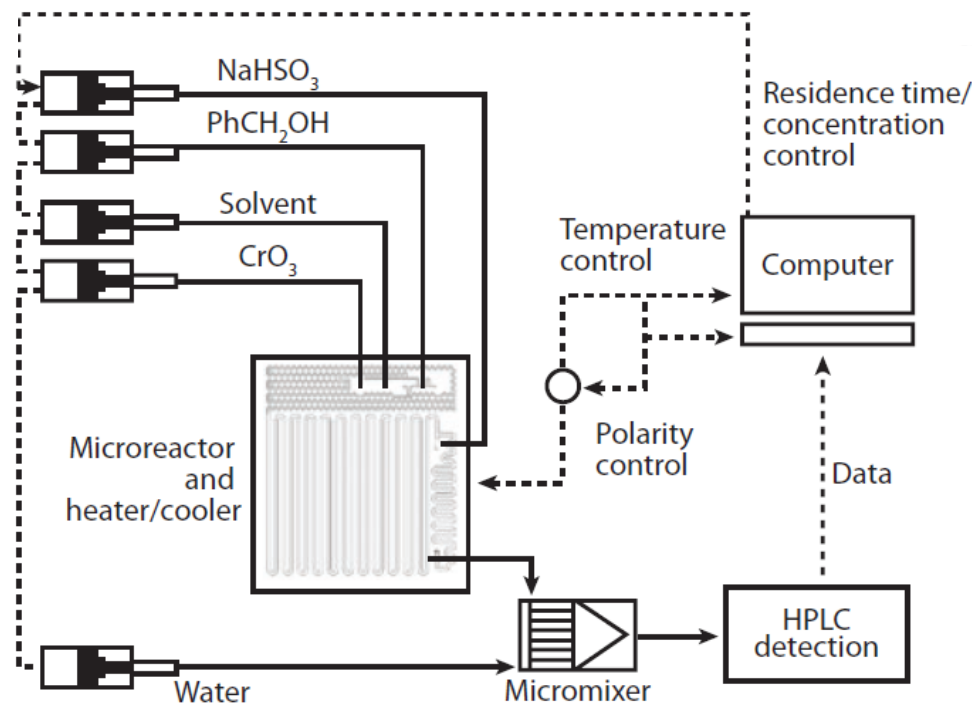 NaHSO₃
PhCH₂OH
Solvent
CrO₃
Residence time/
concentration
control
Temperature
control
Computer
Microreactor
and
heater/cooler
Polarity
control
Data
HPLC
detection
Water
Micromixer